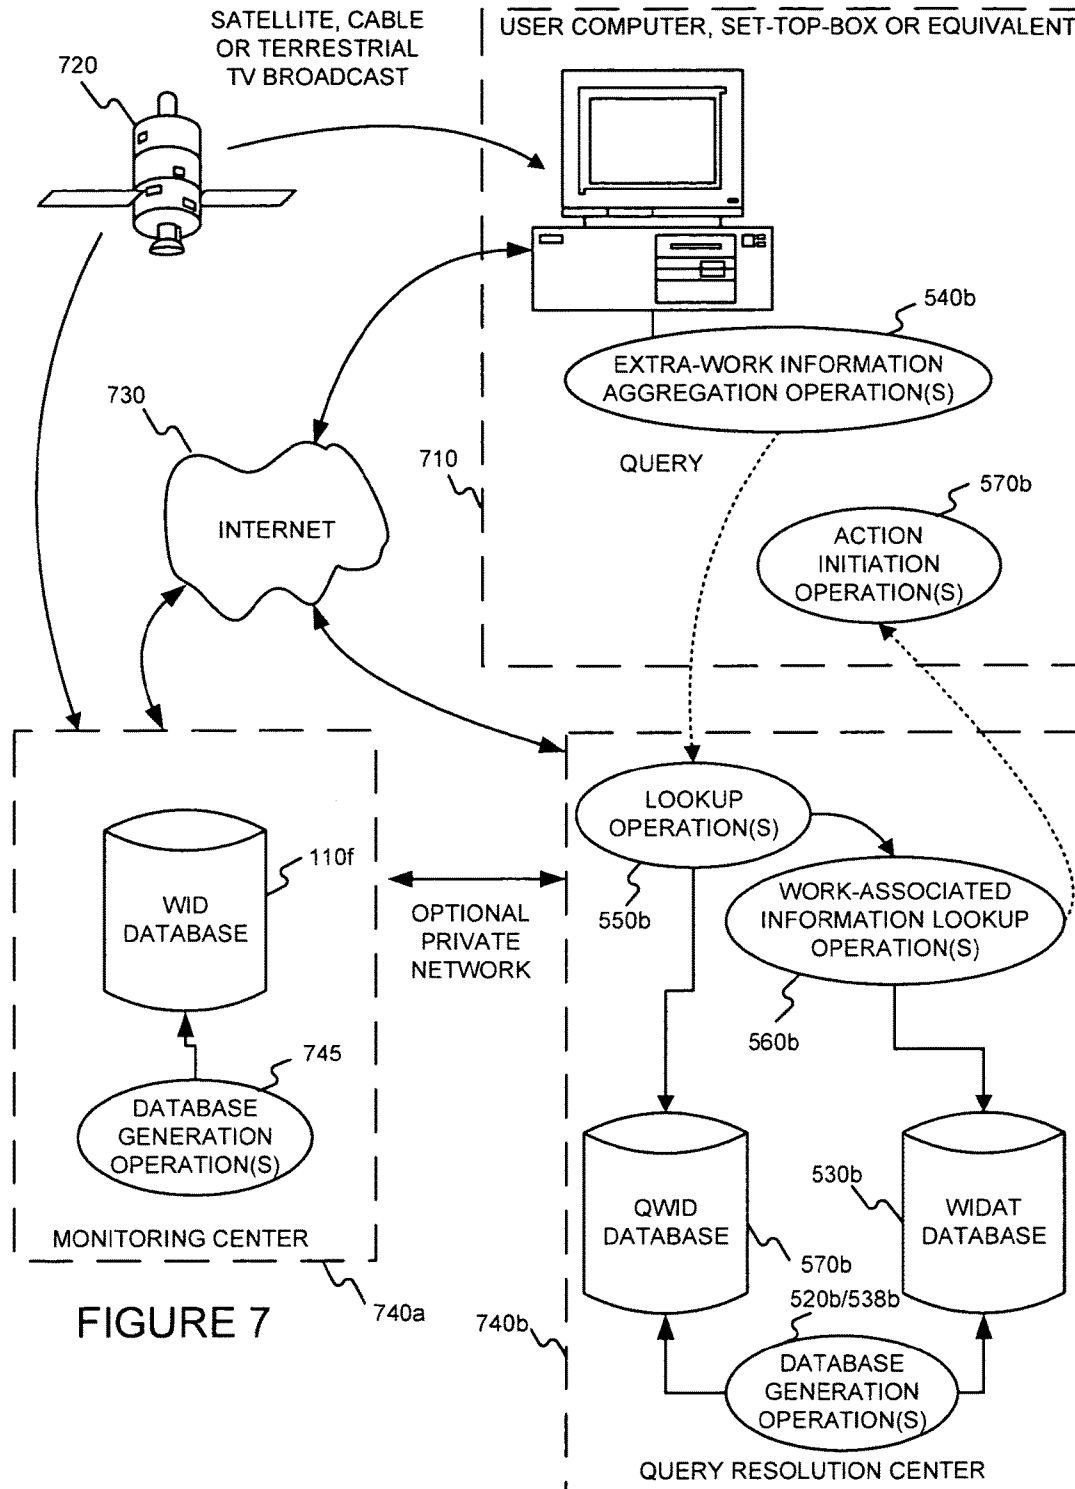 SATELLITE, CABLE
OR TERRESTRIAL
TV BROADCAST
USER COMPUTER, SET-TOP-BOX OR EQUIVALENT
720
540b
EXTRA-WORK INFORMATION
AGGREGATION OPERATION(S)
730
710
QUERY
570b
INTERNET
ACTION
INITIATION
OPERATION(S)
LOOKUP
OPERATION(S)
110f
WID
DATABASE
OPTIONAL
PRIVATE
NETWORK
550b
WORK-ASSOCIATED
INFORMATION LOOKUP
OPERATION(S)
560b
745
DATABASE
GENERATION
OPERATION(S)
QWID
DATABASE
530b
WIDAT
DATABASE
MONITORING CENTER
570b
740a
FIGURE 7
740b
520b/538b
DATABASE
GENERATION
OPERATION(S)
QUERY RESOLUTION CENTER